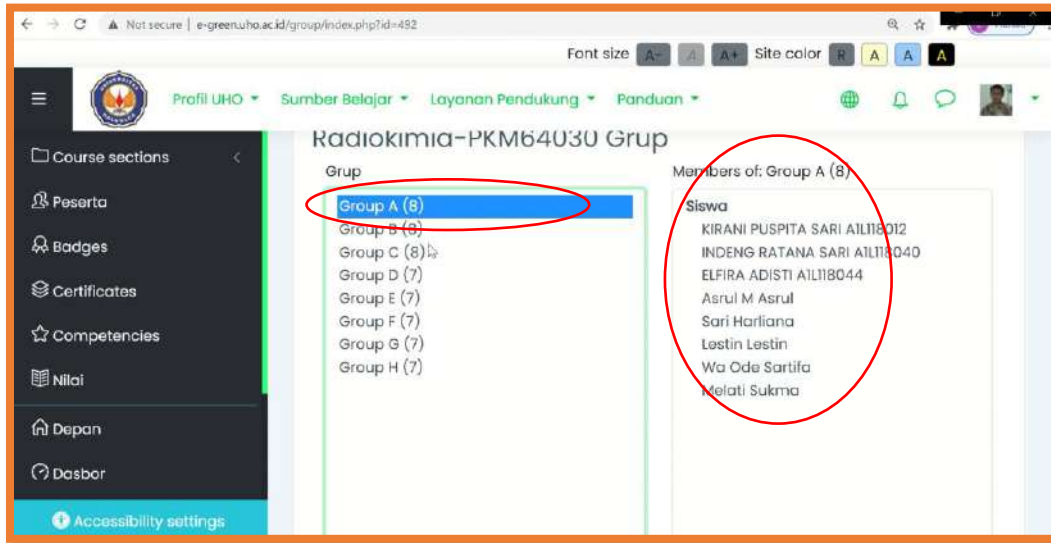 Not secure | e-green.uho.ac.id/group/index.php?id=492
Font size A- A A+ Site color R A A A
Profil UHO Sumber Belajar Layanan Pendukung Panduan
Radiokimia-PKM64030 Grup
Course sections
Peserta
Badges
Certificates
Competencies
Nilai
Depan
Dasbor
Accessibility settings
Grup
Group A (8)
Group B (8)
Group C (8)
Group D (7)
Group E (7)
Group F (7)
Group G (7)
Group H (7)
Members of: Group A (8)
Siswa
KIRANI PUSPITA SARI A1L118012
INDENG RATANA SARI A1L118040
ELFIRA ADISTI A1L118044
Asrul M Asrul
Sari Harliana
Lestin Lestin
Wa Ode Sartifa
Melati Sukma